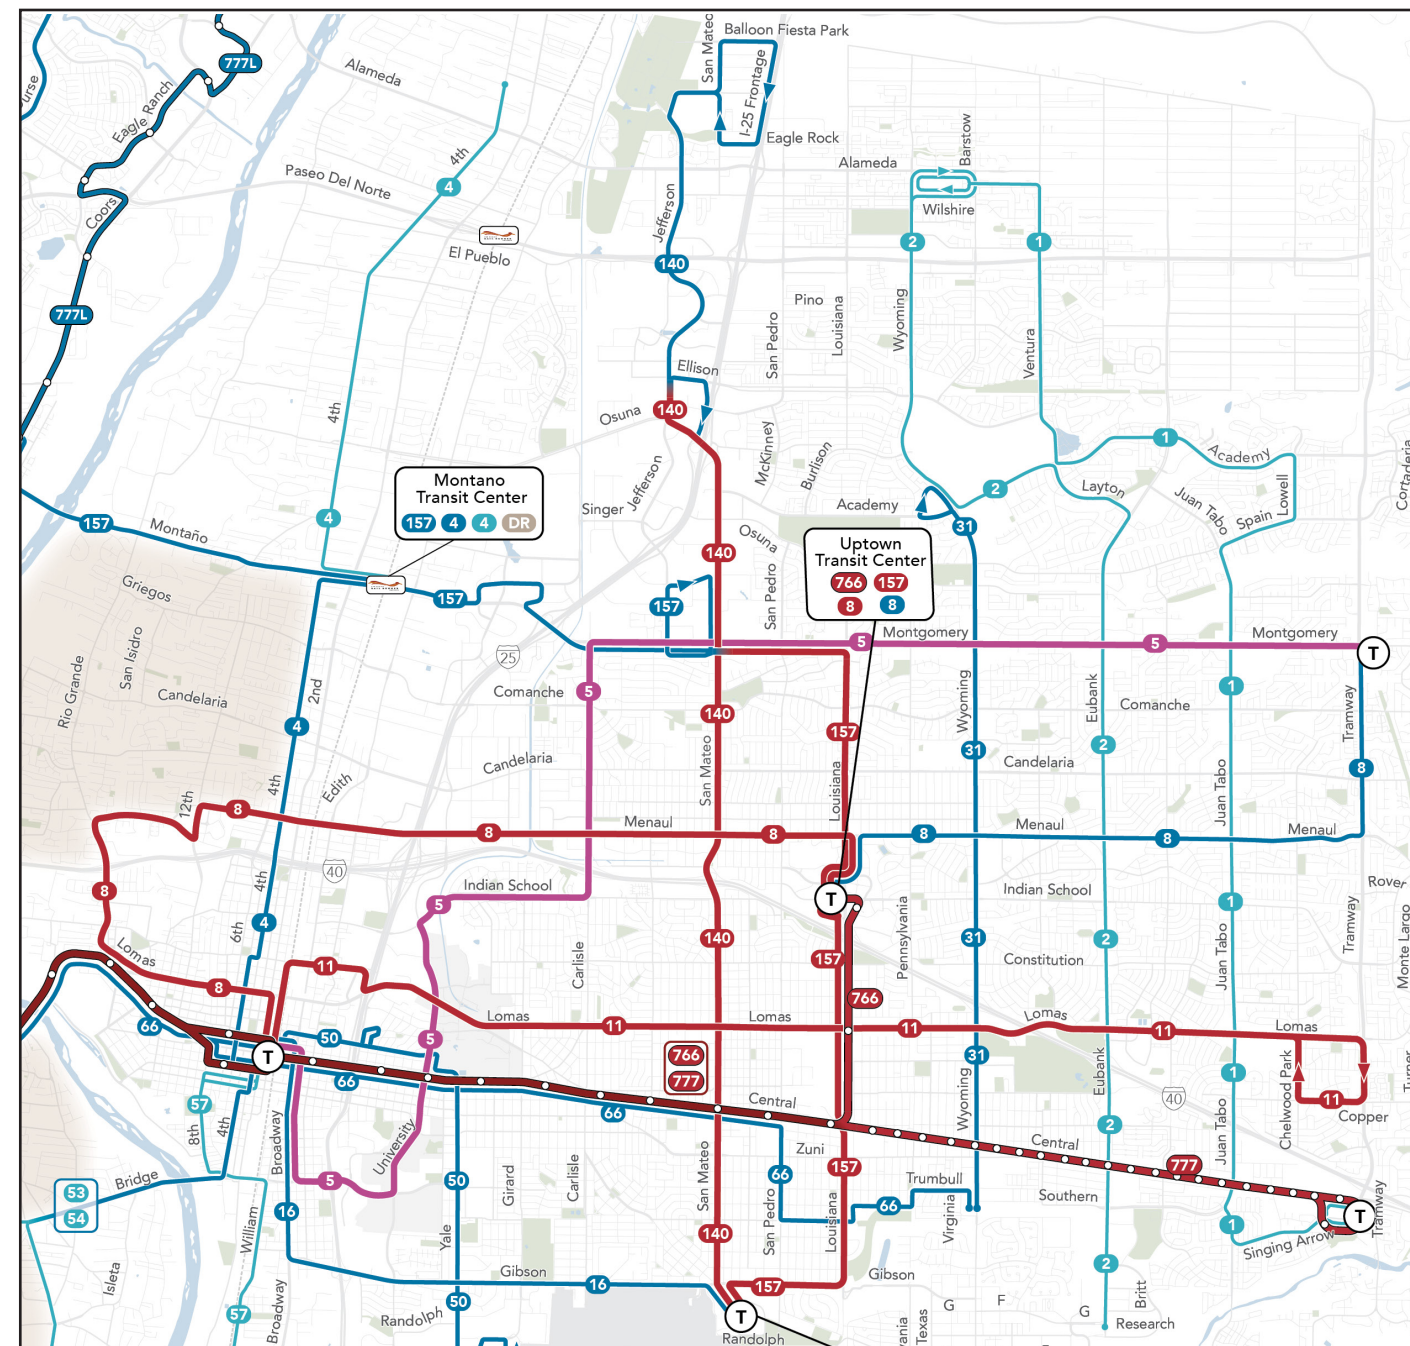 Balloon Fiesta Park
San Mateo
I-25 Frontage
Eagle Rock
777L
Alameda
Eagle Ranch
4th
Paseo Del Norte
4
El Pueblo
Coors
777L
Jefferson
140
Alameda
Barstow
Wilshire
2
1
Pino
Louisiana
San Pedro
Wyoming
Ventura
Ellison
140
Osuna
4th
McKinney
Burlison
Jefferson
Singer
Academy
1
Academy
2
Layton
Juan Tabo
Spain
Lowell
31
Montano
Transit Center
157 4 4 DR
4
157
Montaño
157
140
Osuna
San Pedro
157
Uptown
Transit Center
766 157
8 8
Griegos
San Isidro
Rio Grande
Candelaria
2nd
4
25
5
Montgomery
5
Montgomery
T
Comanche
5
140
157
Wyoming
Eubank
1
Comanche
Tramway
Candelaria
Edith
4th
12th
San Mateo
Louisiana
31
2
Candelaria
Juan Tabo
8
8
8
Menaul
8
8
Menaul
8
Menaul
40
Indian School
5
8
4th
4
6th
T
Indian School
Pennsylvania
1
Rover
Tramway
Monte Largo
Lomas
8
11
Carlisle
140
157
31
2
Constitution
Juan Tabo
766
Lomas
11
Lomas
11
Lomas
11
Lomas
66
50
5
T
66
766
777
66
Central
31
Wyoming
Eubank
40
1
Chelwood Park
11
Copper
57
8th
4th
Broadway
University
Zuni
2
Central
777
Juan Tabo
Bridge
53
54
5
50
Girard
Carlisle
San Mateo
66
157
Trumbull
66
Southern
Tramway
16
William
Yale
140
San Pedro
Louisiana
Virginia
1
Singing Arrow
T
Isleta
Gibson
16
157
Gibson
2
57
Broadway
Randolph
50
T
Randolph
Texas
G
F
G
Britt
Research